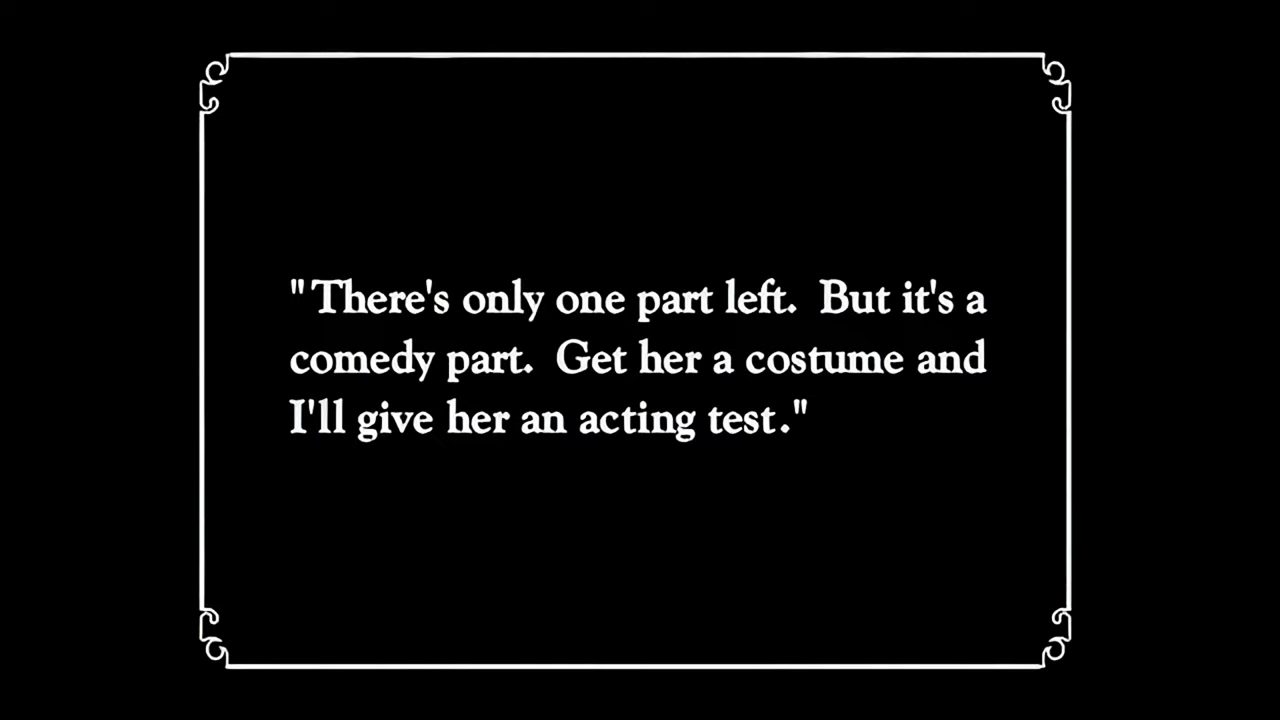 "There's only one part left.  But it's a
comedy part.  Get her a costume and
I'll give her an acting test."